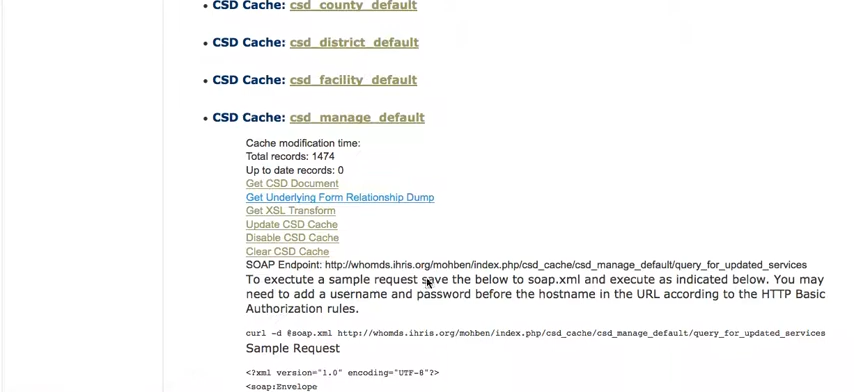 • CSD Cache: csd_county_default
• CSD Cache: csd_district_default
• CSD Cache: csd_facility_default
• CSD Cache: csd_manage_default
Cache modification time:
Total records: 1474
Up to date records: 0
Get CSD Document
Get Underlying Form Relationship Dump
Get XSL Transform
Update CSD Cache
Disable CSD Cache
Clear CSD Cache
SOAP Endpoint: http://whomds.ihris.org/mohben/index.php/csd_cache/csd_manage_default/query_for_updated_services
To exectute a sample request save the below to soap.xml and execute as indicated below. You may
need to add a username and password before the hostname in the URL according to the HTTP Basic
Authorization rules.
curl -d @soap.xml http://whomds.ihris.org/mohben/index.php/csd_cache/csd_manage_default/query_for_updated_services
Sample Request
<?xml version="1.0" encoding="UTF-8"?>
<soap:Envelope